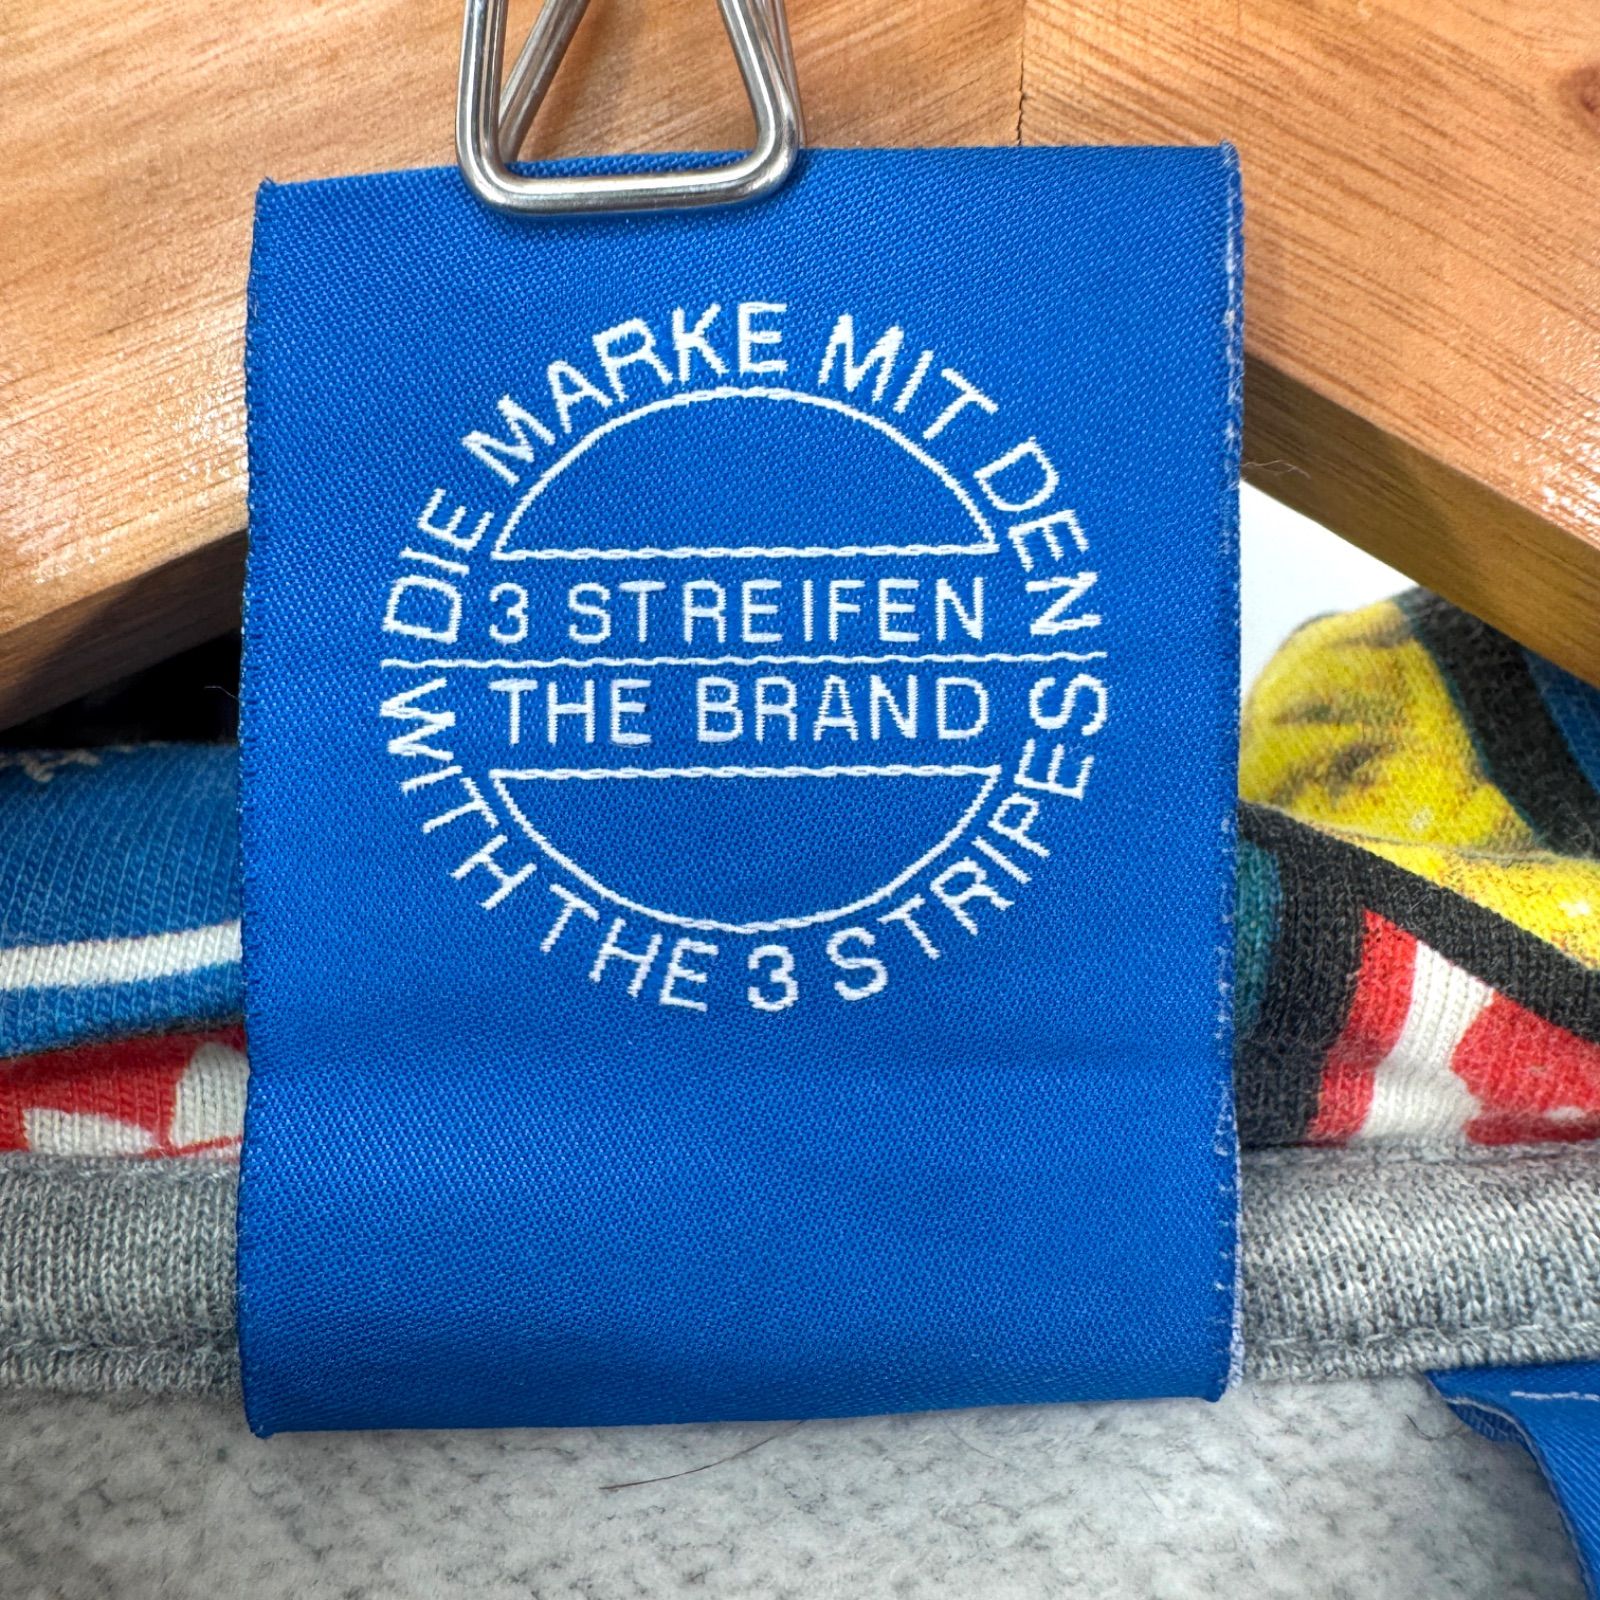 DIE MARKE MIT DEN
3 STREIFEN
THE BRAND
WITH THE 3 STRIPES